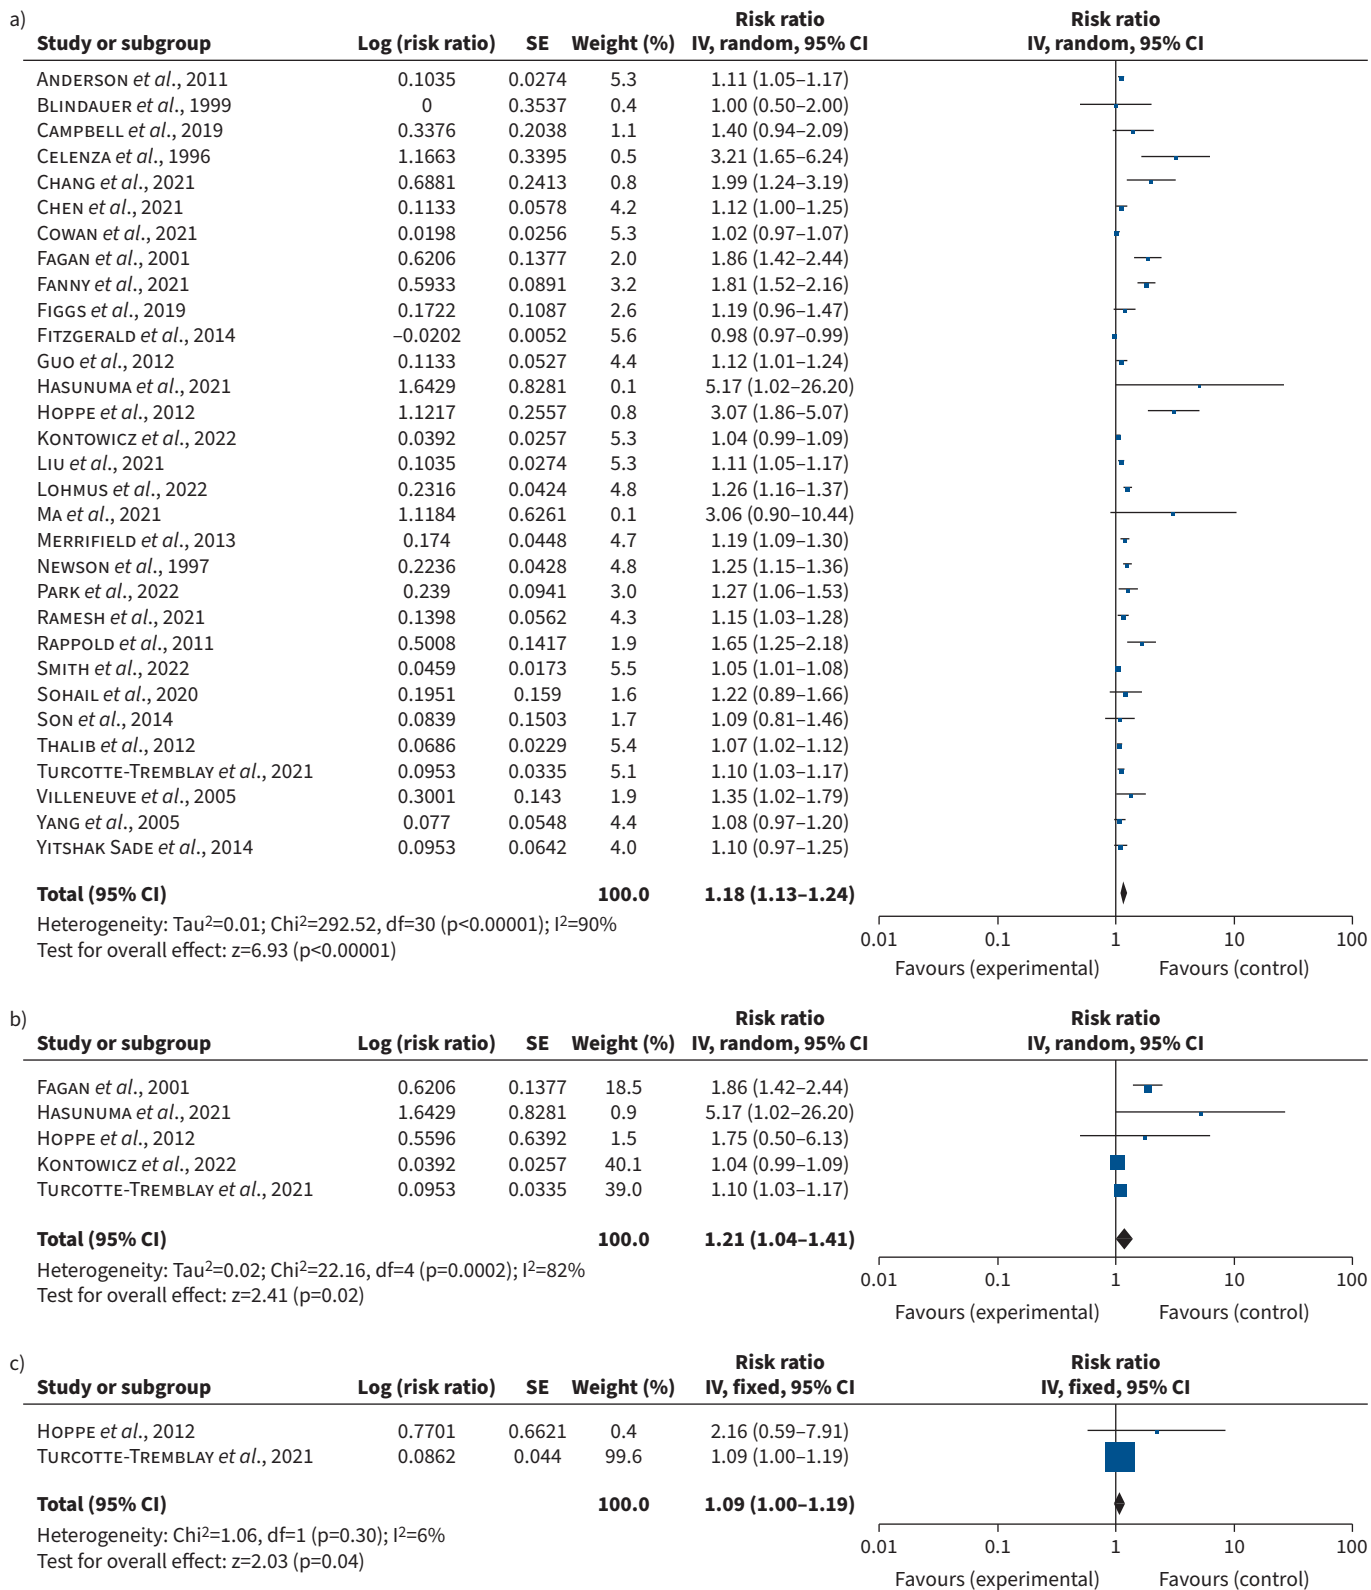 a)
Risk ratio Risk ratio
Study or subgroup Log (risk ratio) SE Weight (%) IV, random, 95% CI IV, random, 95% CI
ANDERSON et al., 2011 0.1035 0.0274 5.3 1.11 (1.05–1.17)
BLINDAUER et al., 1999 0 0.3537 0.4 1.00 (0.50–2.00)
CAMPBELL et al., 2019 0.3376 0.2038 1.1 1.40 (0.94–2.09)
CELENZA et al., 1996 1.1663 0.3395 0.5 3.21 (1.65–6.24)
CHANG et al., 2021 0.6881 0.2413 0.8 1.99 (1.24–3.19)
CHEN et al., 2021 0.1133 0.0578 4.2 1.12 (1.00–1.25)
COWAN et al., 2021 0.0198 0.0256 5.3 1.02 (0.97–1.07)
FAGAN et al., 2001 0.6206 0.1377 2.0 1.86 (1.42–2.44)
FANNY et al., 2021 0.5933 0.0891 3.2 1.81 (1.52–2.16)
FIGGS et al., 2019 0.1722 0.1087 2.6 1.19 (0.96–1.47)
FITZGERALD et al., 2014 –0.0202 0.0052 5.6 0.98 (0.97–0.99)
GUO et al., 2012 0.1133 0.0527 4.4 1.12 (1.01–1.24)
HASUNUMA et al., 2021 1.6429 0.8281 0.1 5.17 (1.02–26.20)
HOPPE et al., 2012 1.1217 0.2557 0.8 3.07 (1.86–5.07)
KONTOWICZ et al., 2022 0.0392 0.0257 5.3 1.04 (0.99–1.09)
LIU et al., 2021 0.1035 0.0274 5.3 1.11 (1.05–1.17)
LOHMUS et al., 2022 0.2316 0.0424 4.8 1.26 (1.16–1.37)
MA et al., 2021 1.1184 0.6261 0.1 3.06 (0.90–10.44)
MERRIFIELD et al., 2013 0.174 0.0448 4.7 1.19 (1.09–1.30)
NEWSON et al., 1997 0.2236 0.0428 4.8 1.25 (1.15–1.36)
PARK et al., 2022 0.239 0.0941 3.0 1.27 (1.06–1.53)
RAMESH et al., 2021 0.1398 0.0562 4.3 1.15 (1.03–1.28)
RAPPOLD et al., 2011 0.5008 0.1417 1.9 1.65 (1.25–2.18)
SMITH et al., 2022 0.0459 0.0173 5.5 1.05 (1.01–1.08)
SOHAIL et al., 2020 0.1951 0.159 1.6 1.22 (0.89–1.66)
SON et al., 2014 0.0839 0.1503 1.7 1.09 (0.81–1.46)
THALIB et al., 2012 0.0686 0.0229 5.4 1.07 (1.02–1.12)
TURCOTTE-TREMBLAY et al., 2021 0.0953 0.0335 5.1 1.10 (1.03–1.17)
VILLENEUVE et al., 2005 0.3001 0.143 1.9 1.35 (1.02–1.79)
YANG et al., 2005 0.077 0.0548 4.4 1.08 (0.97–1.20)
YITSHAK SADE et al., 2014 0.0953 0.0642 4.0 1.10 (0.97–1.25)
Total (95% CI) 100.0 1.18 (1.13–1.24)
Heterogeneity: Tau²=0.01; Chi²=292.52, df=30 (p<0.00001); I²=90%
Test for overall effect: z=6.93 (p<0.00001)
0.01 0.1 1 10 100
Favours (experimental) Favours (control)
b)
Risk ratio Risk ratio
Study or subgroup Log (risk ratio) SE Weight (%) IV, random, 95% CI IV, random, 95% CI
FAGAN et al., 2001 0.6206 0.1377 18.5 1.86 (1.42–2.44)
HASUNUMA et al., 2021 1.6429 0.8281 0.9 5.17 (1.02–26.20)
HOPPE et al., 2012 0.5596 0.6392 1.5 1.75 (0.50–6.13)
KONTOWICZ et al., 2022 0.0392 0.0257 40.1 1.04 (0.99–1.09)
TURCOTTE-TREMBLAY et al., 2021 0.0953 0.0335 39.0 1.10 (1.03–1.17)
Total (95% CI) 100.0 1.21 (1.04–1.41)
Heterogeneity: Tau²=0.02; Chi²=22.16, df=4 (p=0.0002); I²=82%
Test for overall effect: z=2.41 (p=0.02)
0.01 0.1 1 10 100
Favours (experimental) Favours (control)
c)
Risk ratio Risk ratio
Study or subgroup Log (risk ratio) SE Weight (%) IV, fixed, 95% CI IV, fixed, 95% CI
HOPPE et al., 2012 0.7701 0.6621 0.4 2.16 (0.59–7.91)
TURCOTTE-TREMBLAY et al., 2021 0.0862 0.044 99.6 1.09 (1.00–1.19)
Total (95% CI) 100.0 1.09 (1.00–1.19)
Heterogeneity: Chi²=1.06, df=1 (p=0.30); I²=6%
Test for overall effect: z=2.03 (p=0.04)
0.01 0.1 1 10 100
Favours (experimental) Favours (control)